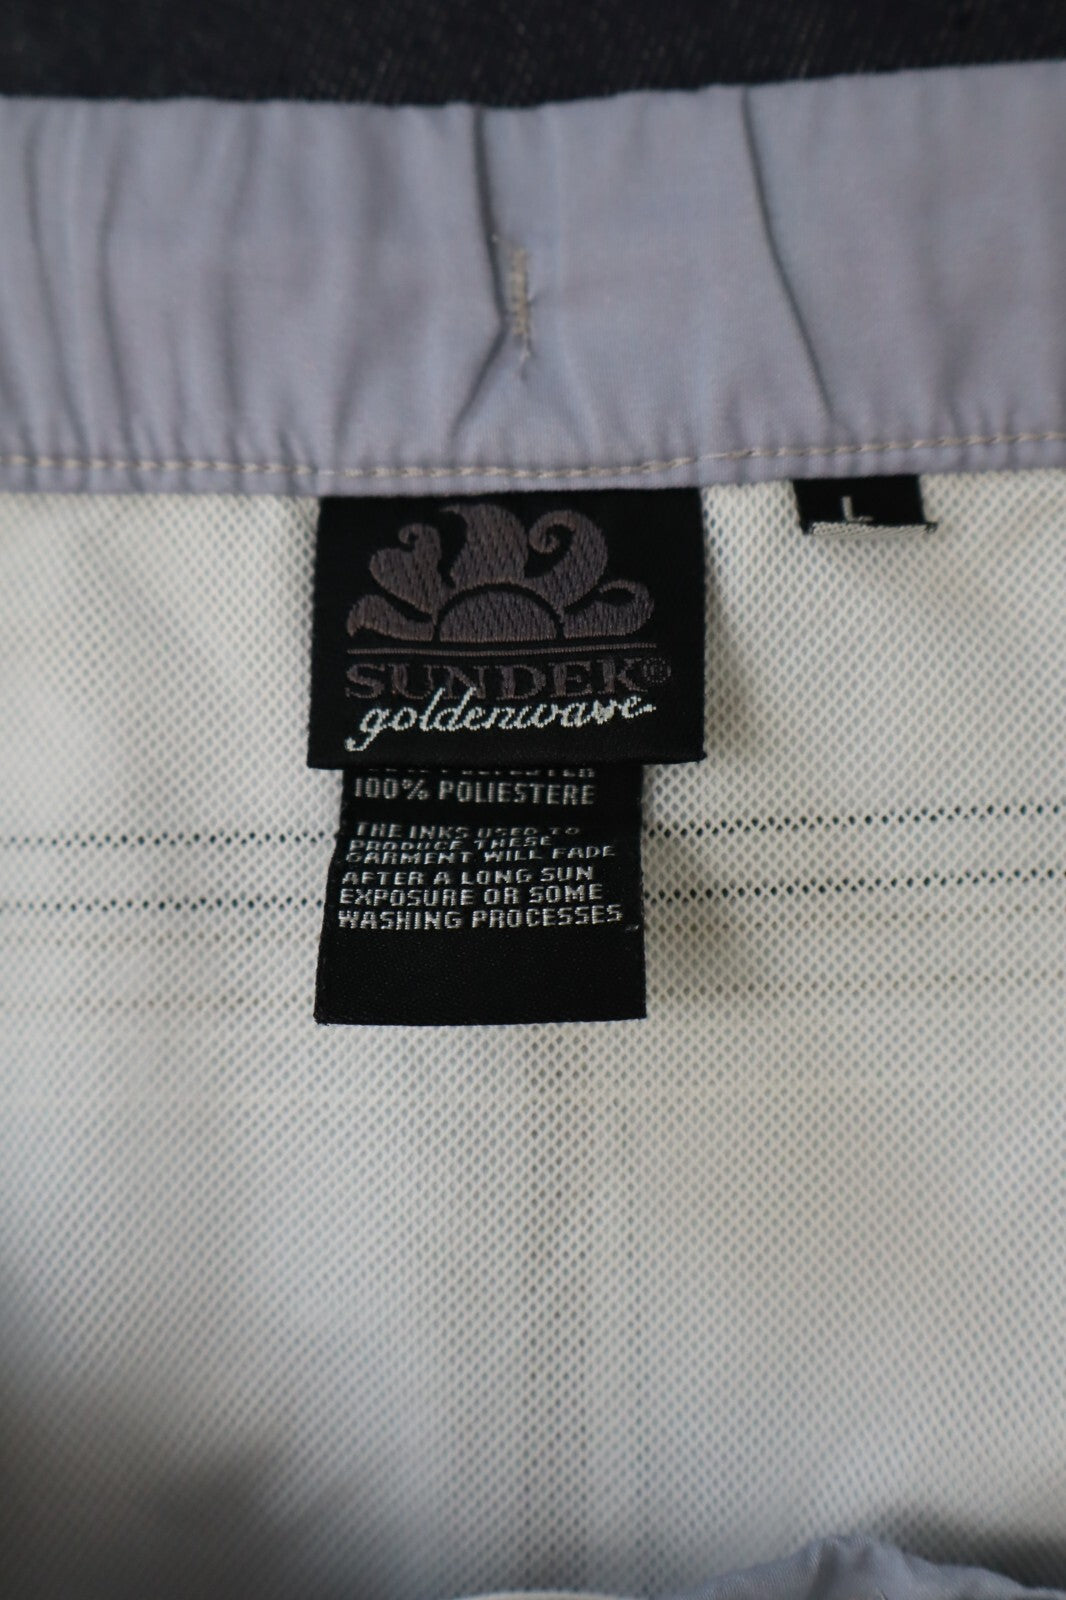 L
SUNDEK®
goldenwave
100% POLIESTERE
THE INKS USED TO
PRODUCE THESE
GARMENT WILL FADE
AFTER A LONG SUN
EXPOSURE OR SOME
WASHING PROCESSES